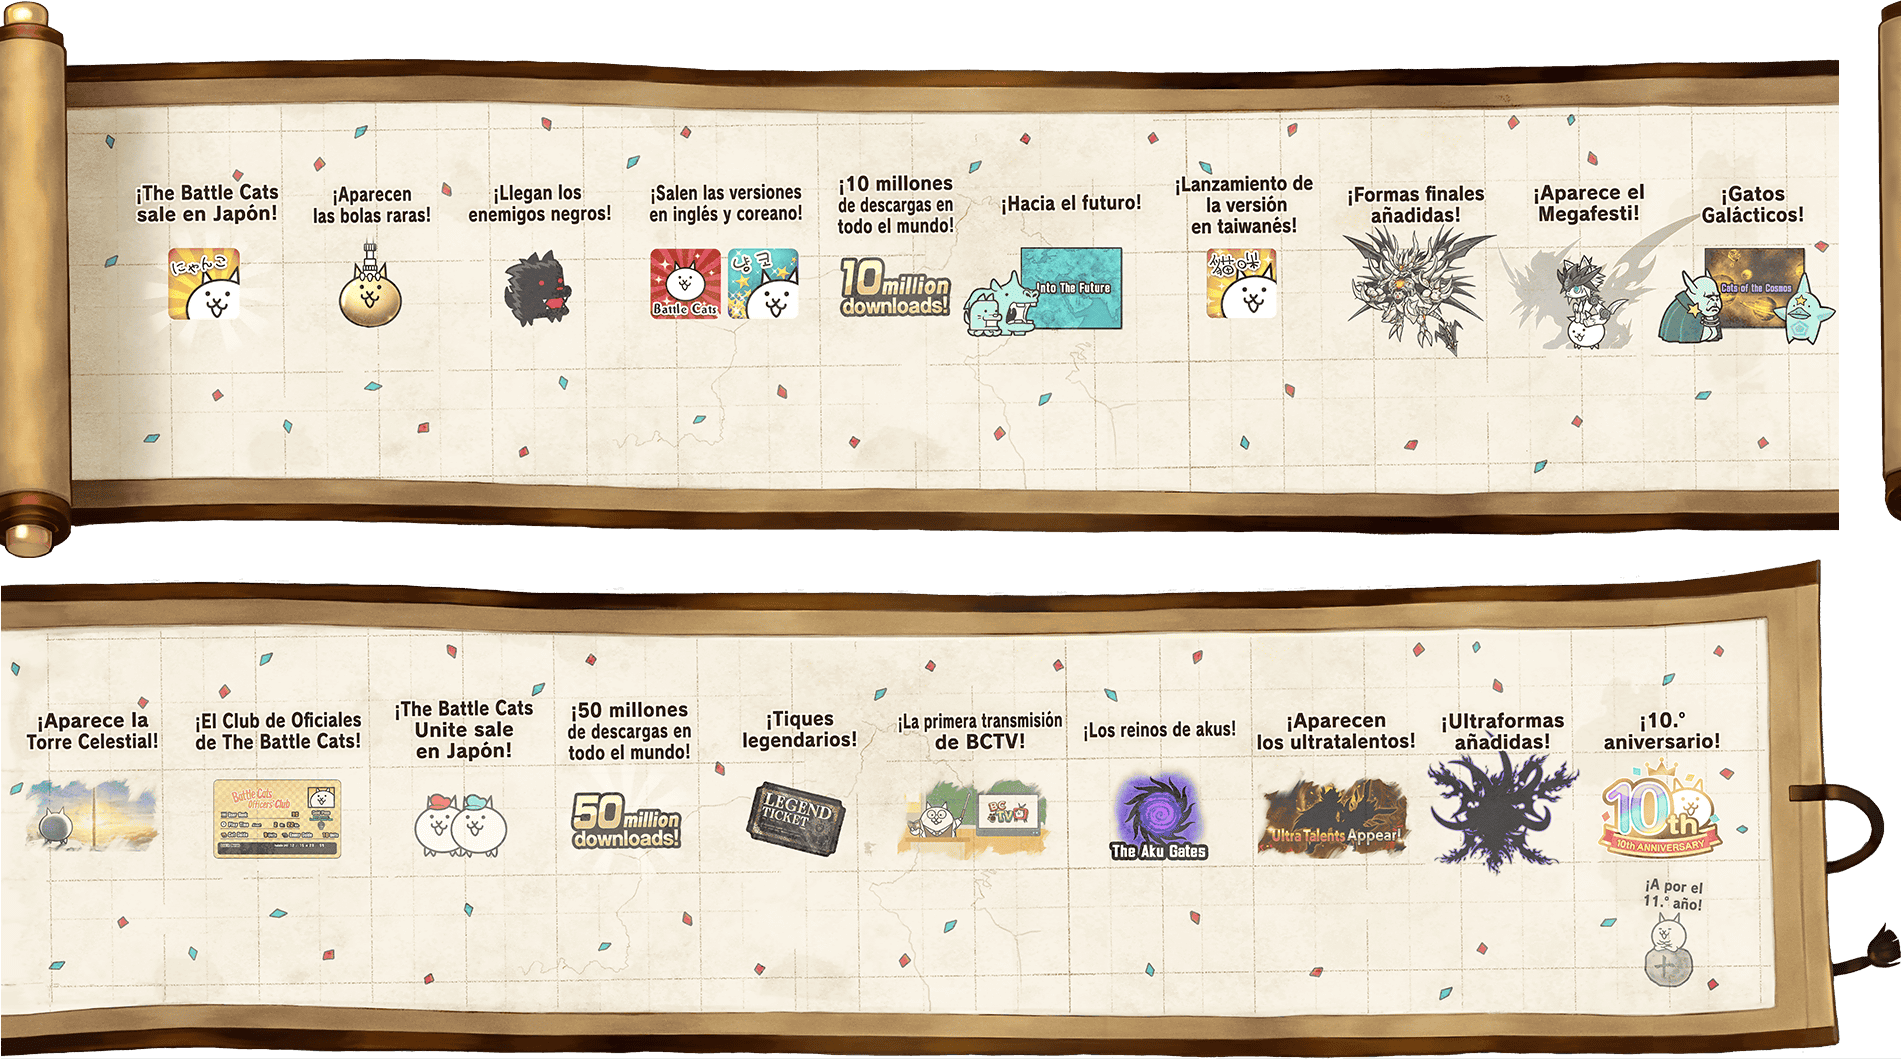 ¡The Battle Cats
sale en Japón!
にゃんこ
¡Aparecen
las bolas raras!
¡Llegan los
enemigos negros!
¡Salen las versiones
en inglés y coreano!
Battle Cats
냥코
¡10 millones
de descargas en
todo el mundo!
10 million
downloads!
¡Hacia el futuro!
Into The Future
¡Lanzamiento de
la versión
en taiwanés!
貓咪
¡Formas finales
añadidas!
¡Aparece el
Megafesti!
¡Gatos
Galácticos!
Cats of the Cosmos
¡Aparece la
Torre Celestial!
¡El Club de Oficiales
de The Battle Cats!
Battle Cats
Officers' Club
¡The Battle Cats
Unite sale
en Japón!
¡50 millones
de descargas en
todo el mundo!
50 million
downloads!
¡Tiques
legendarios!
LEGEND
TICKET
¡La primera transmisión
de BCTV!
BC
TV
¡Los reinos de akus!
The Aku Gates
¡Aparecen
los ultratalentos!
Ultra Talents Appear!
¡Ultraformas
añadidas!
¡10.°
aniversario!
10th
10th ANNIVERSARY
¡A por el
11.° año!